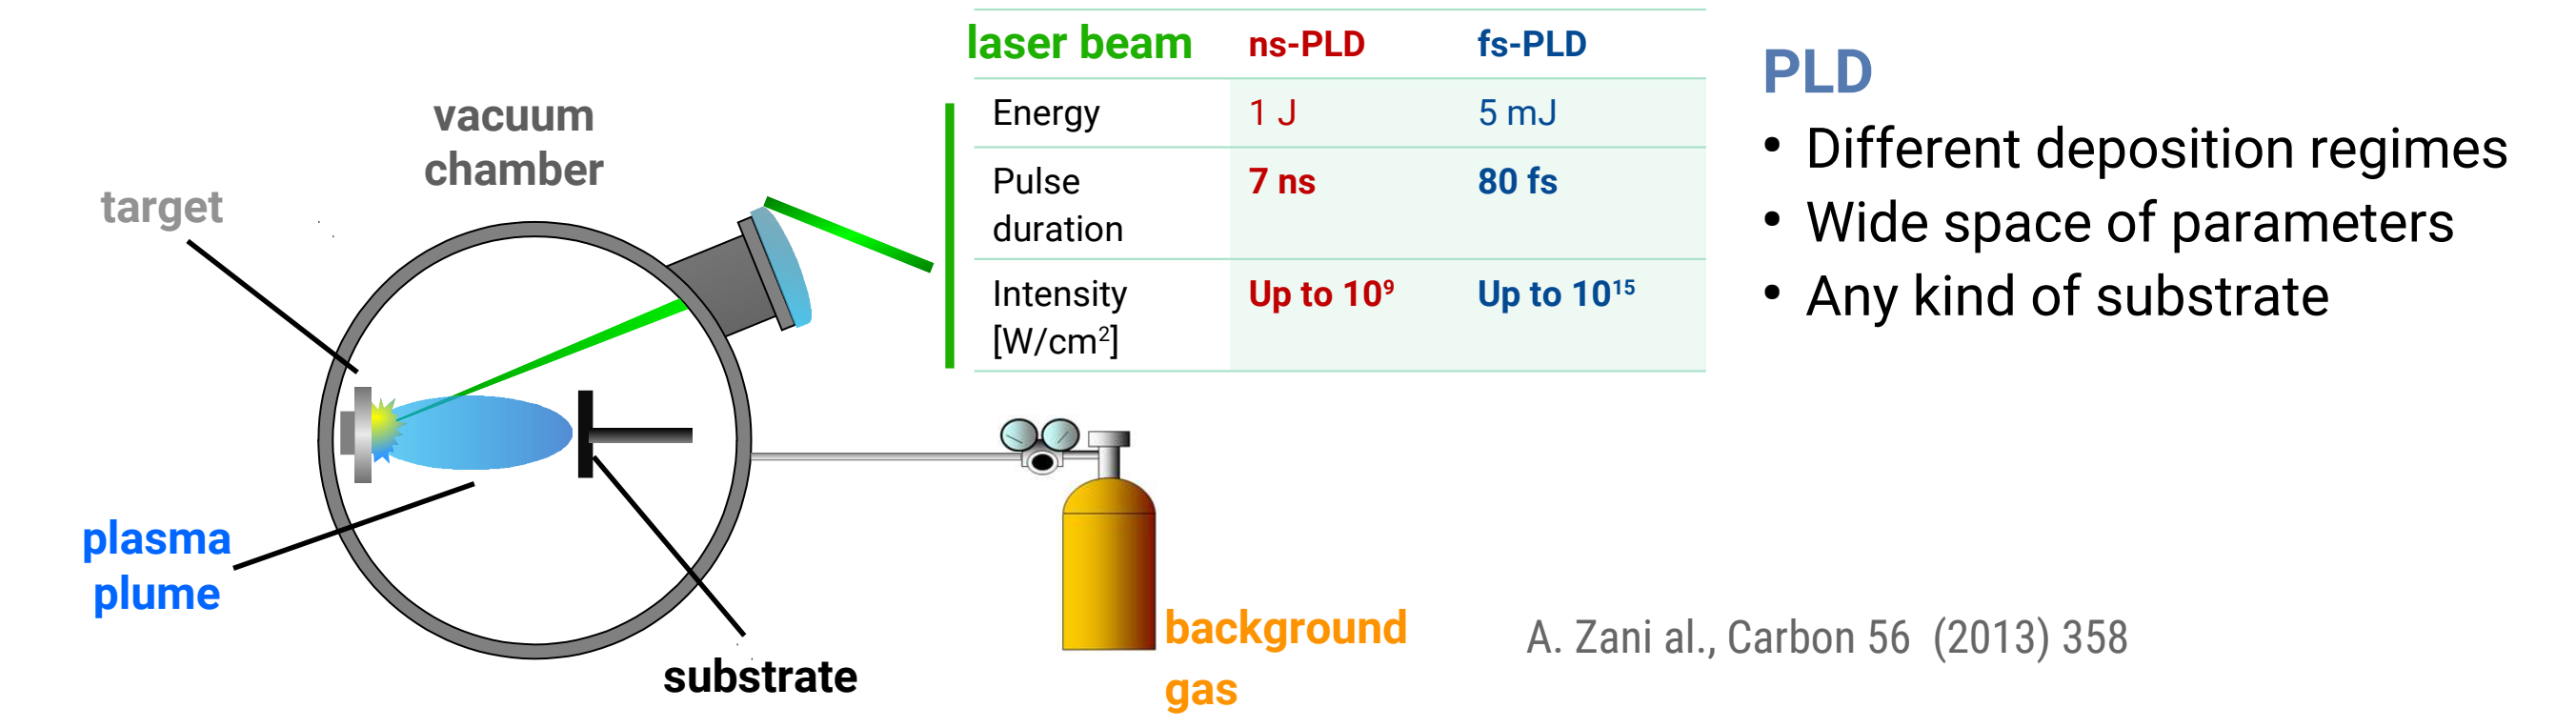 vacuum
chamber
target
plasma
plume
substrate
background
gas
laser beam ns-PLD fs-PLD
Energy 1 J 5 mJ
Pulse 7 ns 80 fs
duration
Intensity Up to 10⁹ Up to 10¹⁵
[W/cm²]
PLD
• Different deposition regimes
• Wide space of parameters
• Any kind of substrate
A. Zani al., Carbon 56 (2013) 358